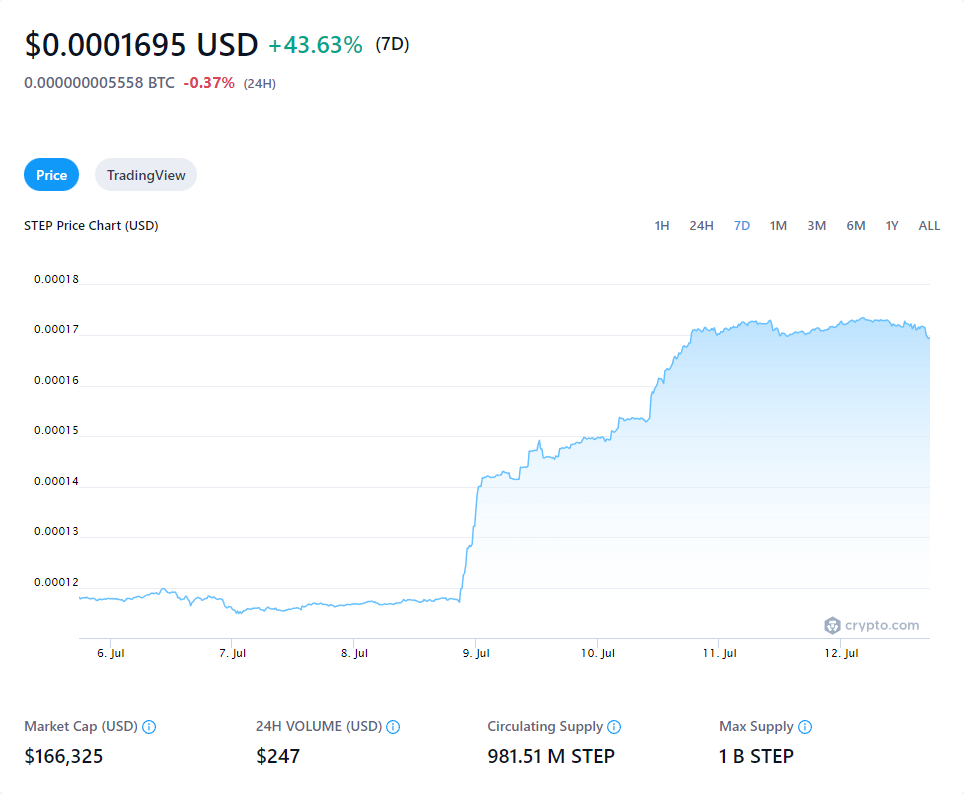 $0.0001695 USD +43.63% (7D)
0.000000005558 BTC -0.37% (24H)
Price TradingView
STEP Price Chart (USD) 1H 24H 7D 1M 3M 6M 1Y ALL
0.00018
0.00017
0.00016
0.00015
0.00014
0.00013
0.00012
crypto.com
6. Jul 7. Jul 8. Jul 9. Jul 10. Jul 11. Jul 12. Jul
Market Cap (USD) 24H VOLUME (USD) Circulating Supply Max Supply
$166,325 $247 981.51 M STEP 1 B STEP